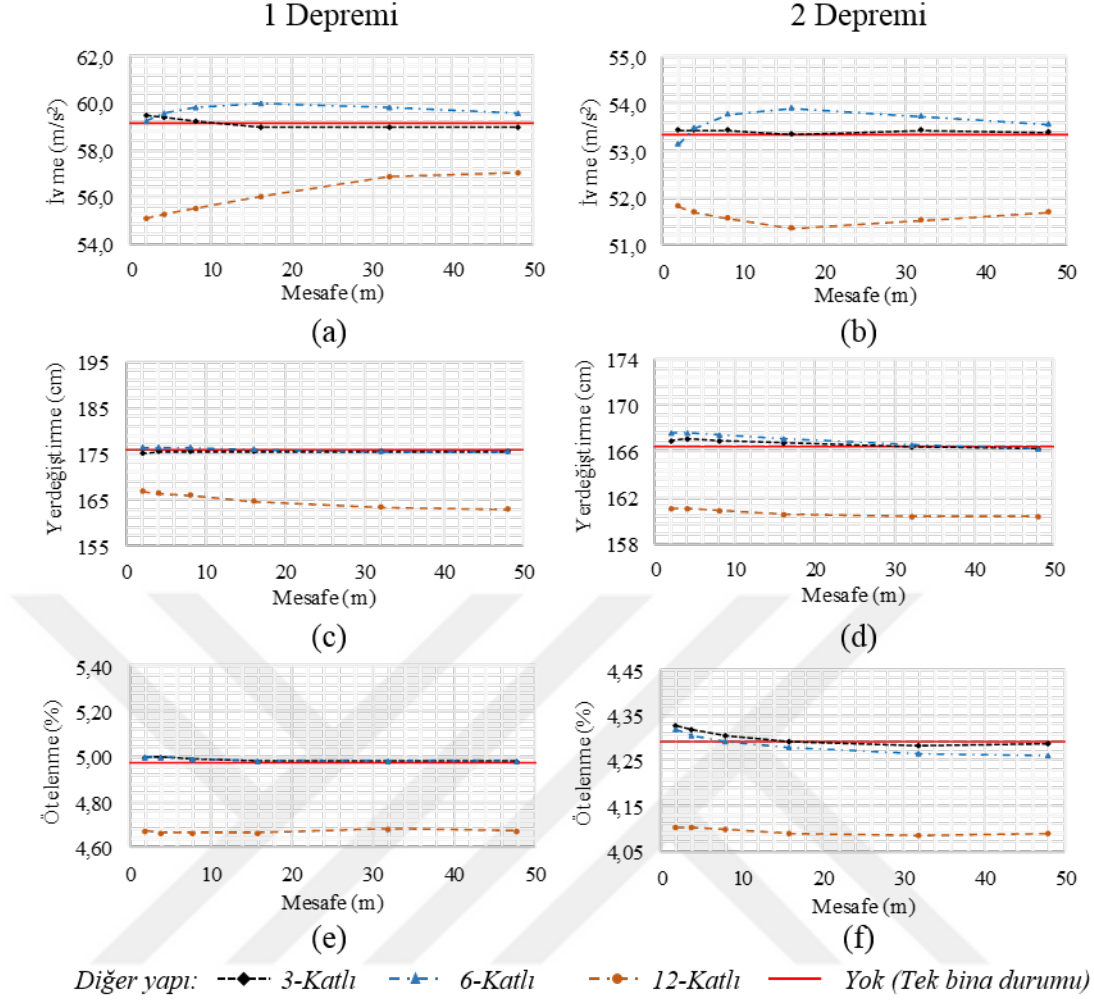 1 Depremi
2 Depremi
62,0
60,0
58,0
56,0
54,0
İvme (m/s²)
0 10 20 30 40 50
Mesafe (m)
(a)
55,0
54,0
53,0
52,0
51,0
İvme (m/s²)
0 10 20 30 40 50
Mesafe (m)
(b)
195
185
175
165
155
Yerdeğiştirme (cm)
0 10 20 30 40 50
Mesafe (m)
(c)
174
170
166
162
158
Yerdeğiştirme (cm)
0 10 20 30 40 50
Mesafe (m)
(d)
5,40
5,20
5,00
4,80
4,60
Ötelenme (%)
0 10 20 30 40 50
Mesafe (m)
(e)
4,45
4,35
4,25
4,15
4,05
Ötelenme (%)
0 10 20 30 40 50
Mesafe (m)
(f)
Diğer yapı: 3-Katlı 6-Katlı 12-Katlı Yok (Tek bina durumu)